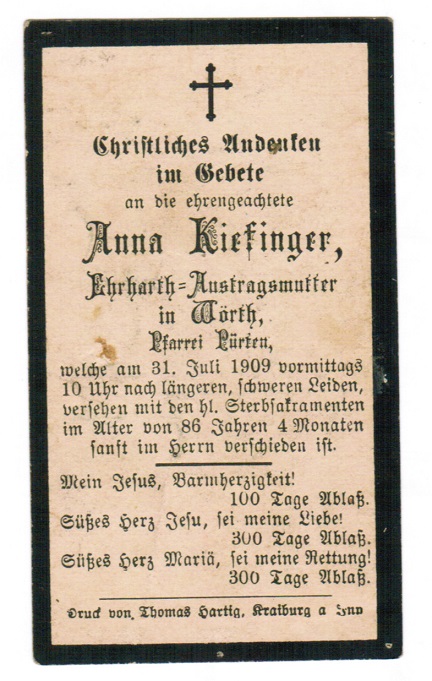 Christliches Andenken
im Gebete
an die ehrengeachtete
Anna Kiefinger,
Ehrharth=Austragsmutter
in Wörth,
Pfarrei Pürten,
welche am 31. Juli 1909 vormittags
10 Uhr nach längeren, schweren Leiden,
versehen mit den hl. Sterbsakramenten
im Alter von 86 Jahren 4 Monaten
sanft im Herrn verschieden ist.
Mein Jesus, Barmherzigkeit!
100 Tage Ablaß.
Süßes Herz Jesu, sei meine Liebe!
300 Tage Ablaß.
Süßes Herz Mariä, sei meine Rettung!
300 Tage Ablaß.
Druck von Thomas Hartig, Kraiburg a Inn